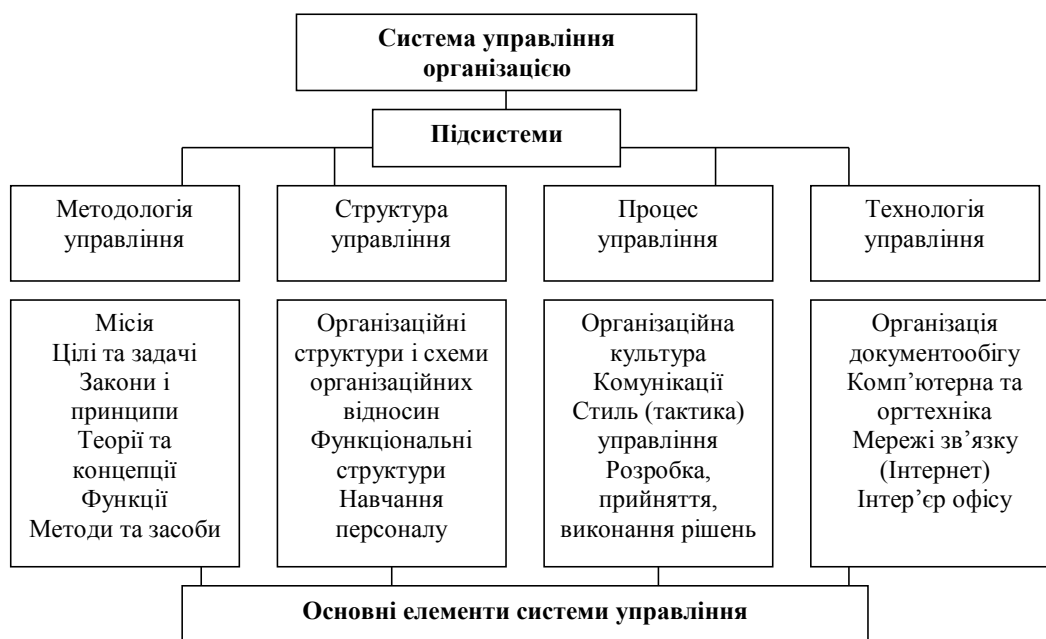 Система управління
організацією
Підсистеми
Методологія
управління
Структура
управління
Процес
управління
Технологія
управління
Місія
Цілі та задачі
Закони і
принципи
Теорії та
концепції
Функції
Методи та засоби
Організаційні
структури і схеми
організаційних
відносин
Функціональні
структури
Навчання
персоналу
Організаційна
культура
Комунікації
Стиль (тактика)
управління
Розробка,
прийняття,
виконання рішень
Організація
документообігу
Комп’ютерна та
оргтехніка
Мережі зв’язку
(Інтернет)
Інтер’єр офісу
Основні елементи системи управління